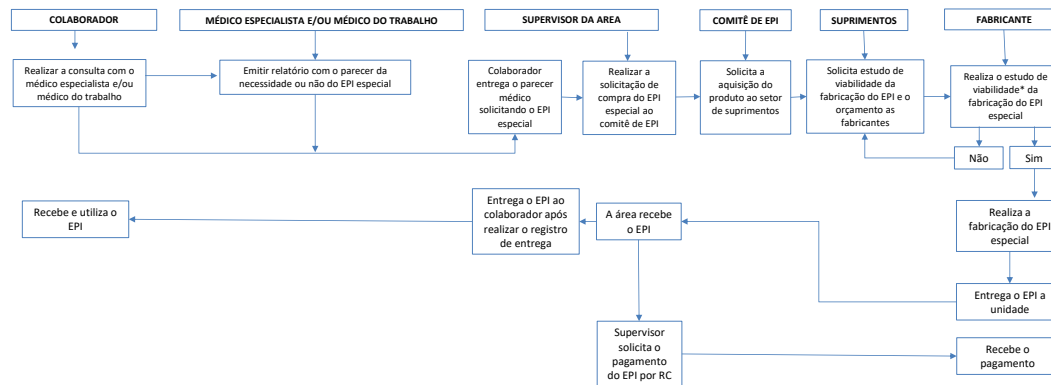 COLABORADOR
MÉDICO ESPECIALISTA E/OU MÉDICO DO TRABALHO
SUPERVISOR DA AREA
COMITÊ DE EPI
SUPRIMENTOS
FABRICANTE
Realizar a consulta com o
médico especialista e/ou
médico do trabalho
Emitir relatório com o parecer da
necessidade ou não do EPI especial
Colaborador
entrega o parecer
médico
solicitando o EPI
especial
Realizar a
solicitação de
compra do EPI
especial ao
comitê de EPI
Solicita a
aquisição do
produto ao setor
de suprimentos
Solicita estudo de
viabilidade da
fabricação do EPI e o
orçamento as
fabricantes
Realiza o estudo de
viabilidade* da
fabricação do EPI
especial
Não
Sim
Recebe e utiliza o
EPI
Entrega o EPI ao
colaborador após
realizar o registro
de entrega
A área recebe
o EPI
Realiza a
fabricação do EPI
especial
Entrega o EPI a
unidade
Supervisor
solicita o
pagamento
do EPI por RC
Recebe o
pagamento